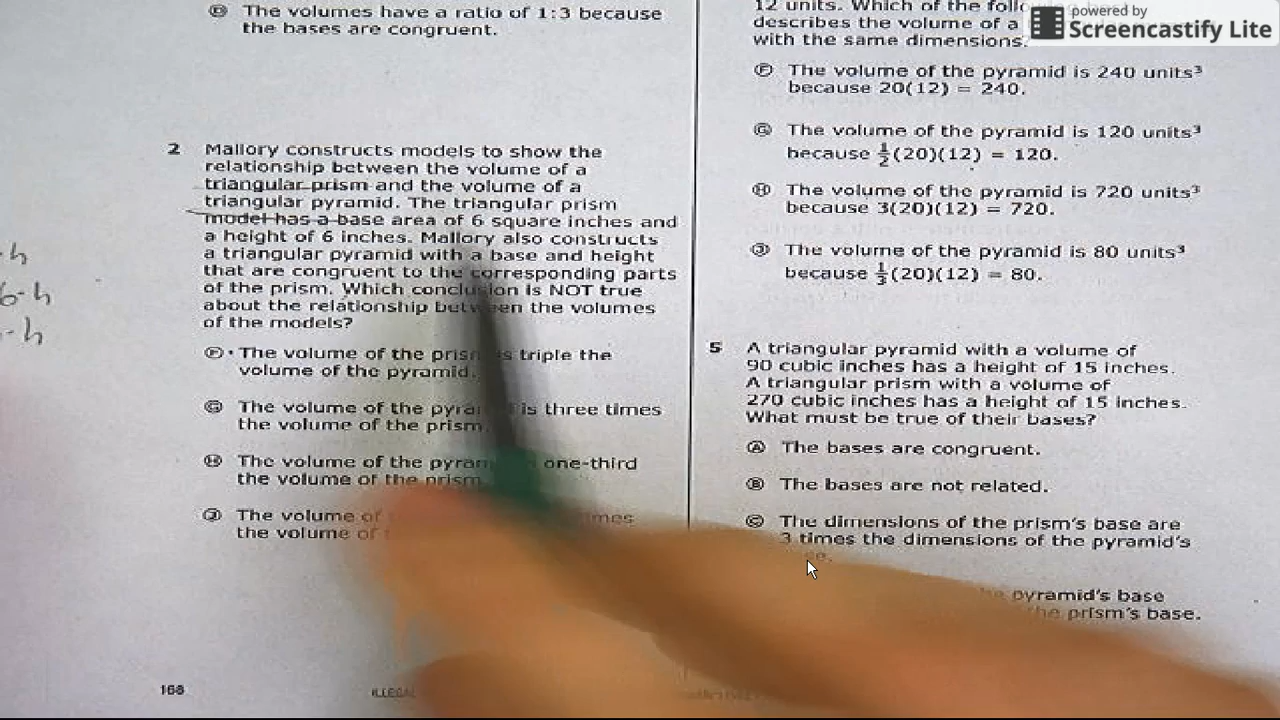 Ⓓ The volumes have a ratio of 1:3 because
the bases are congruent.
2 Mallory constructs models to show the
relationship between the volume of a
triangular prism and the volume of a
triangular pyramid. The triangular prism
model has a base area of 6 square inches and
a height of 6 inches. Mallory also constructs
a triangular pyramid with a base and height
that are congruent to the corresponding parts
of the prism. Which conclusion is NOT true
about the relationship between the volumes
of the models?
Ⓕ The volume of the prism is triple the
volume of the pyramid.
Ⓖ The volume of the pyramid is three times
the volume of the prism.
Ⓗ The volume of the pyramid one-third
the volume of the prism.
Ⓙ The volume of times
the volume of
168
ILLEGAL
12 units. Which of the
describes the volume of a
with the same dimensions?
Ⓕ The volume of the pyramid is 240 units³
because 20(12) = 240.
Ⓖ The volume of the pyramid is 120 units³
because 1/2(20)(12) = 120.
Ⓗ The volume of the pyramid is 720 units³
because 3(20)(12) = 720.
Ⓙ The volume of the pyramid is 80 units³
because 1/3(20)(12) = 80.
5 A triangular pyramid with a volume of
90 cubic inches has a height of 15 inches.
A triangular prism with a volume of
270 cubic inches has a height of 15 inches.
What must be true of their bases?
Ⓐ The bases are congruent.
Ⓑ The bases are not related.
Ⓒ The dimensions of the prism's base are
3 times the dimensions of the pyramid's
pyramid's base
the prism's base.
powered by
Screencastify Lite